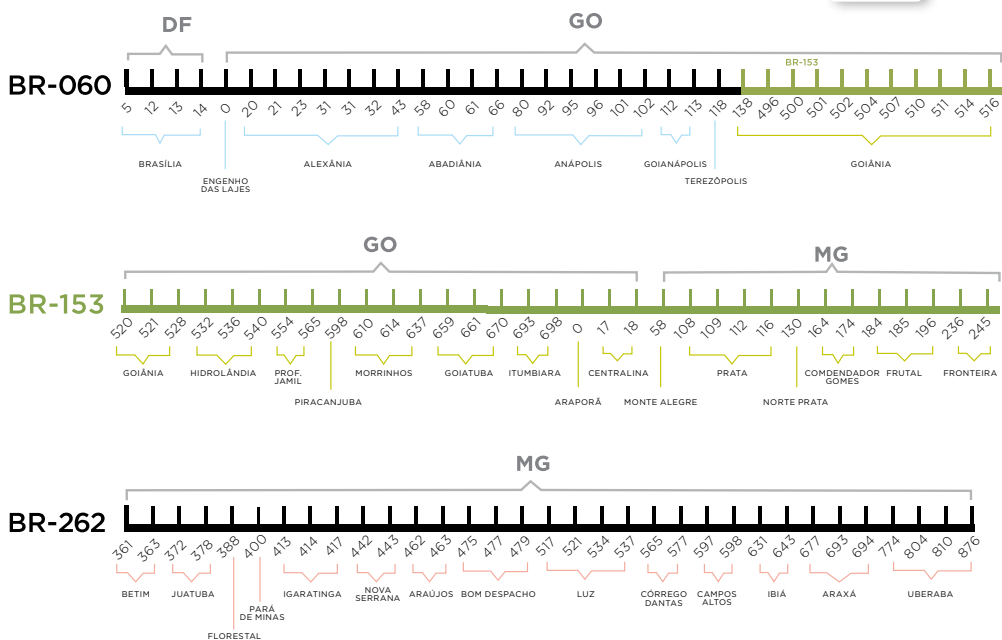 DF
GO
BR-153
BR-060
5 12 13 14 0 20 21 23 31 31 32 43 58 60 61 66 80 92 95 96 101 102 112 113 118 138 496 500 501 502 504 507 510 511 514 516
BRASÍLIA ALEXÂNIA ABADIÂNIA ANÁPOLIS GOIANÁPOLIS GOIÂNIA
ENGENHO
DAS LAJES
TEREZÔPOLIS
GO
MG
BR-153
520 521 528 532 536 540 554 565 598 610 614 637 659 661 670 693 698 0 17 18 58 108 109 112 116 130 164 174 184 185 196 236 245
GOIÂNIA HIDROLÂNDIA PROF.
JAMIL MORRINHOS GOIATUBA ITUMBIARA CENTRALINA PRATA COMDENDADOR
GOMES FRUTAL FRONTEIRA
PIRACANJUBA ARAPORÃ MONTE ALEGRE NORTE PRATA
MG
BR-262
361 363 372 378 388 400 413 414 417 442 443 462 463 475 477 479 517 521 534 537 565 577 597 598 631 643 677 693 694 774 804 810 876
BETIM JUATUBA IGARATINGA NOVA
SERRANA ARAÚJOS BOM DESPACHO LUZ CÓRREGO
DANTAS CAMPOS
ALTOS IBIÁ ARAXÁ UBERABA
PARÁ
DE MINAS
FLORESTAL